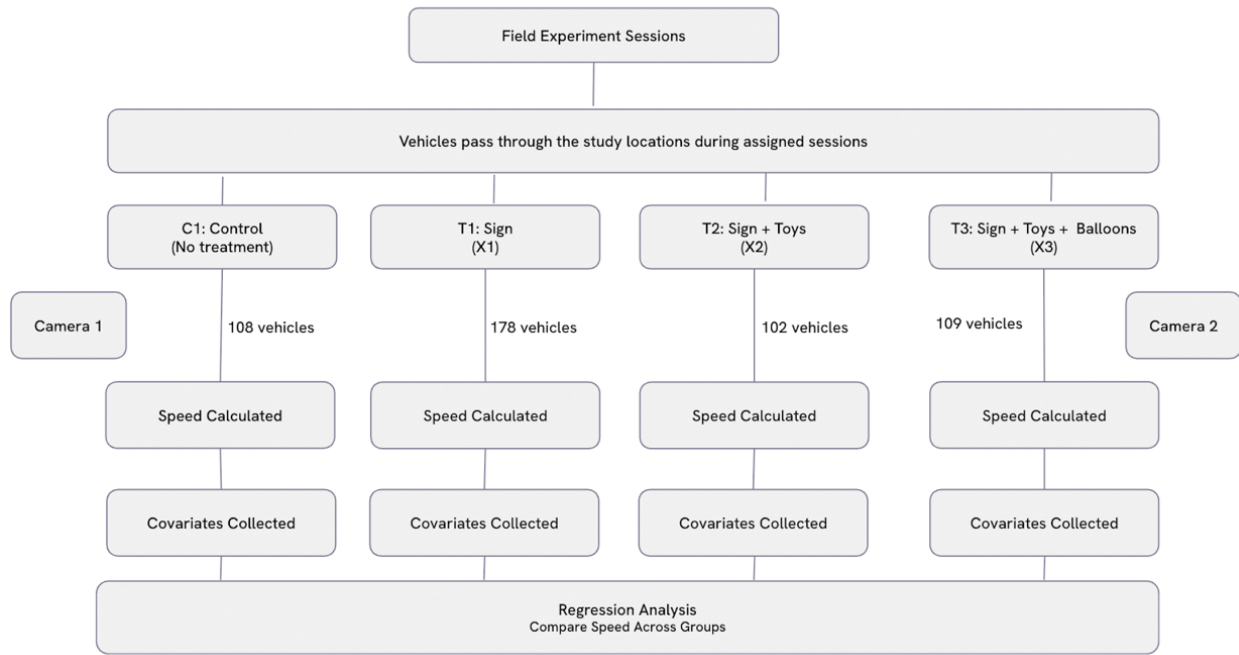 Field Experiment Sessions
Vehicles pass through the study locations during assigned sessions
C1: Control
(No treatment)
T1: Sign
(X1)
T2: Sign + Toys
(X2)
T3: Sign + Toys + Balloons
(X3)
Camera 1
108 vehicles
178 vehicles
102 vehicles
109 vehicles
Camera 2
Speed Calculated
Speed Calculated
Speed Calculated
Speed Calculated
Covariates Collected
Covariates Collected
Covariates Collected
Covariates Collected
Regression Analysis
Compare Speed Across Groups